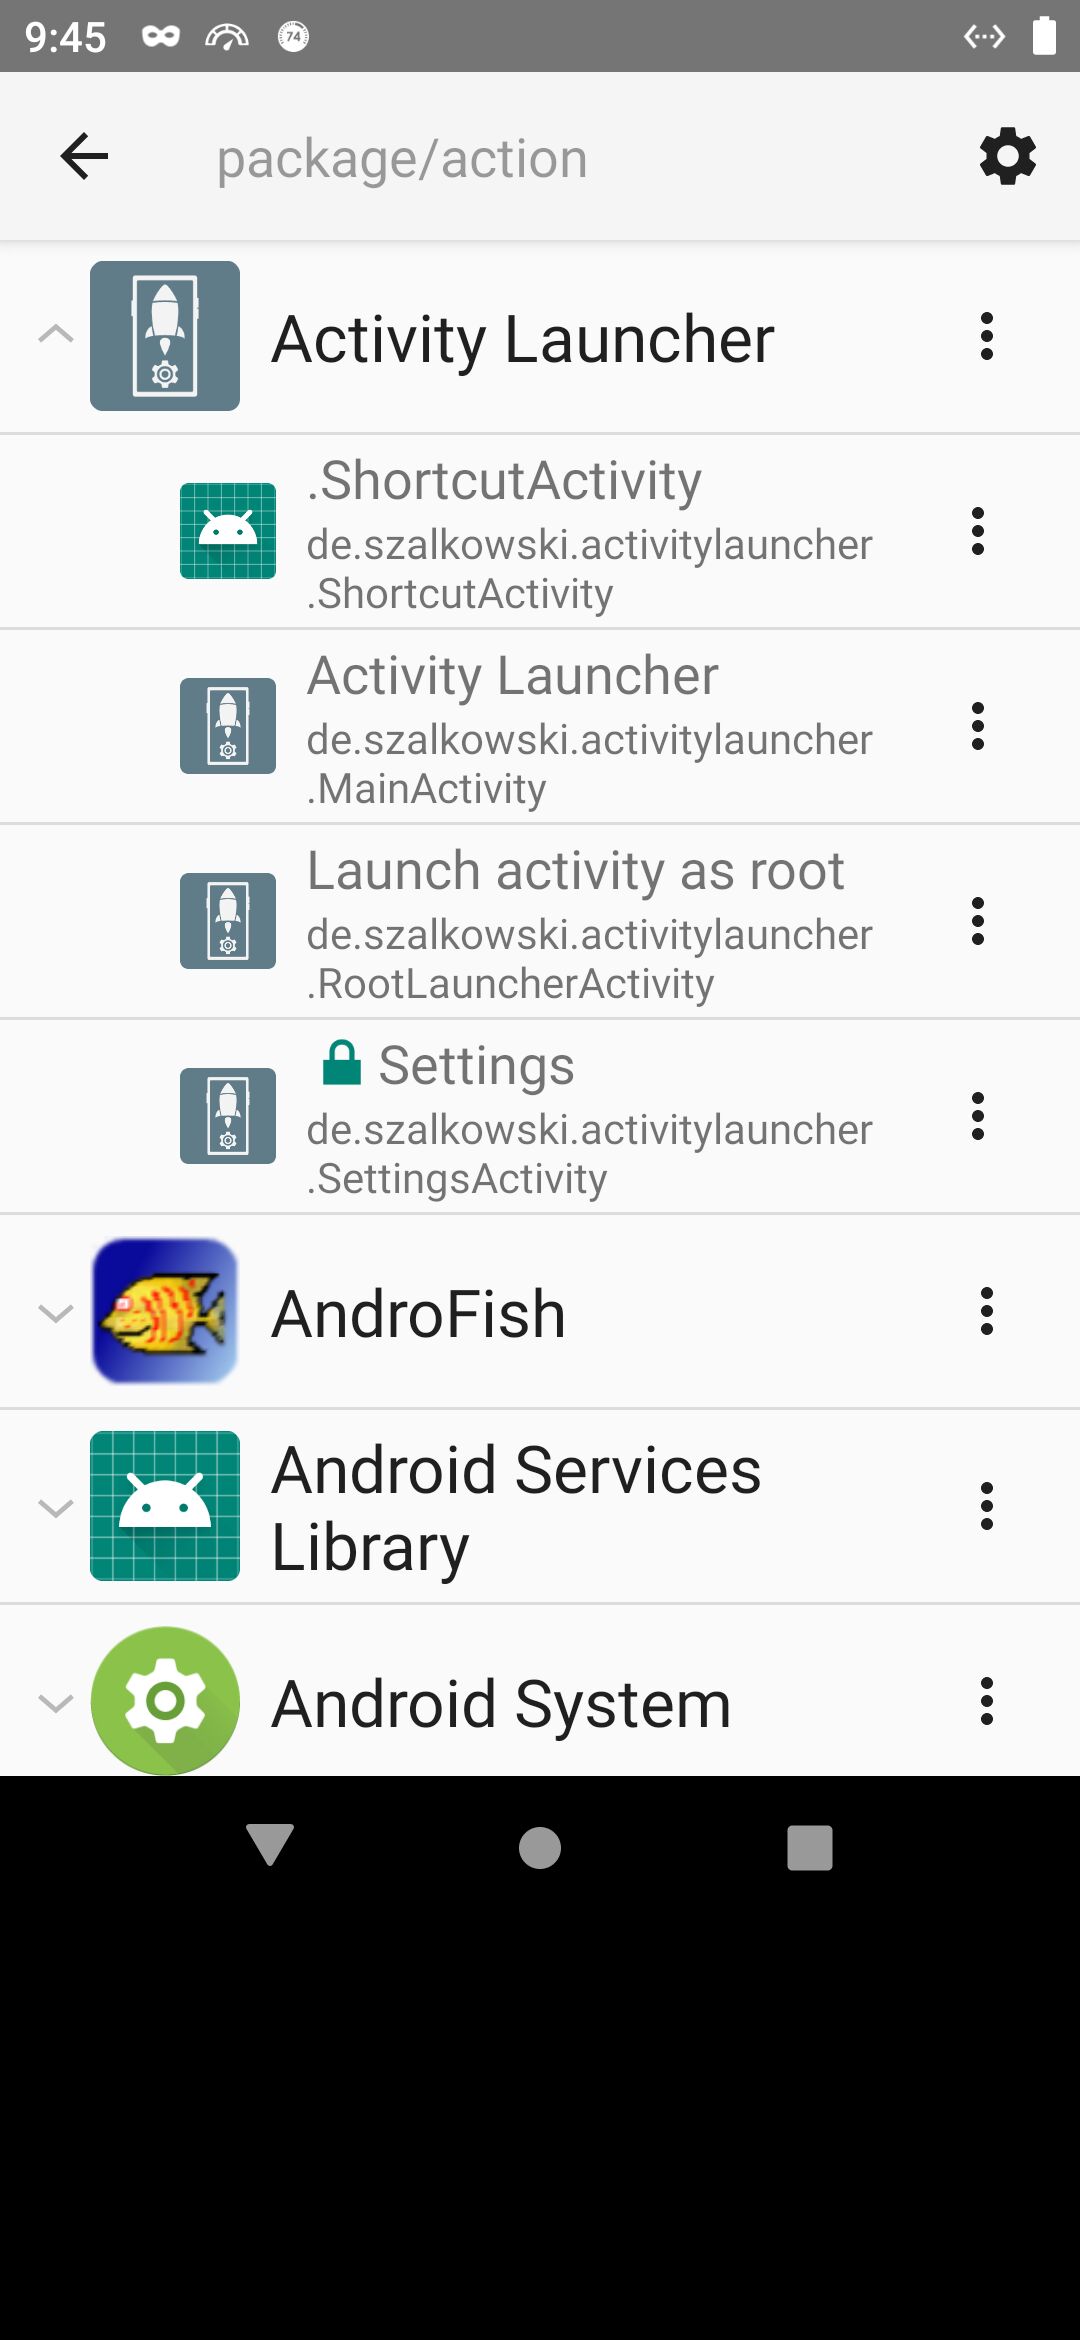 9:45
74
package/action
Activity Launcher
.ShortcutActivity
de.szalkowski.activitylauncher
.ShortcutActivity
Activity Launcher
de.szalkowski.activitylauncher
.MainActivity
Launch activity as root
de.szalkowski.activitylauncher
.RootLauncherActivity
Settings
de.szalkowski.activitylauncher
.SettingsActivity
AndroFish
Android Services
Library
Android System